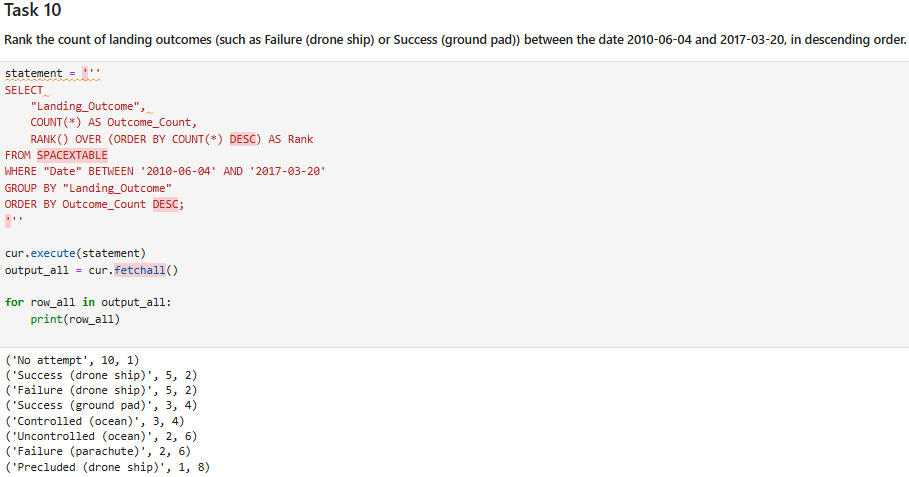 Task 10
Rank the count of landing outcomes (such as Failure (drone ship) or Success (ground pad)) between the date 2010-06-04 and 2017-03-20, in descending order.
statement = '''
SELECT
    "Landing_Outcome",
    COUNT(*) AS Outcome_Count,
    RANK() OVER (ORDER BY COUNT(*) DESC) AS Rank
FROM SPACEXTABLE
WHERE "Date" BETWEEN '2010-06-04' AND '2017-03-20'
GROUP BY "Landing_Outcome"
ORDER BY Outcome_Count DESC;
'''
cur.execute(statement)
output_all = cur.fetchall()
for row_all in output_all:
    print(row_all)
('No attempt', 10, 1)
('Success (drone ship)', 5, 2)
('Failure (drone ship)', 5, 2)
('Success (ground pad)', 3, 4)
('Controlled (ocean)', 3, 4)
('Uncontrolled (ocean)', 2, 6)
('Failure (parachute)', 2, 6)
('Precluded (drone ship)', 1, 8)